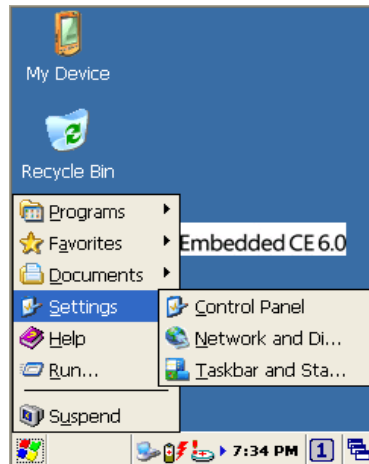 My Device
Recycle Bin
Programs
Favorites
Embedded CE 6.0
Documents
Settings
Control Panel
Help
Network and Di...
Run...
Taskbar and Sta...
Suspend
7:34 PM 1